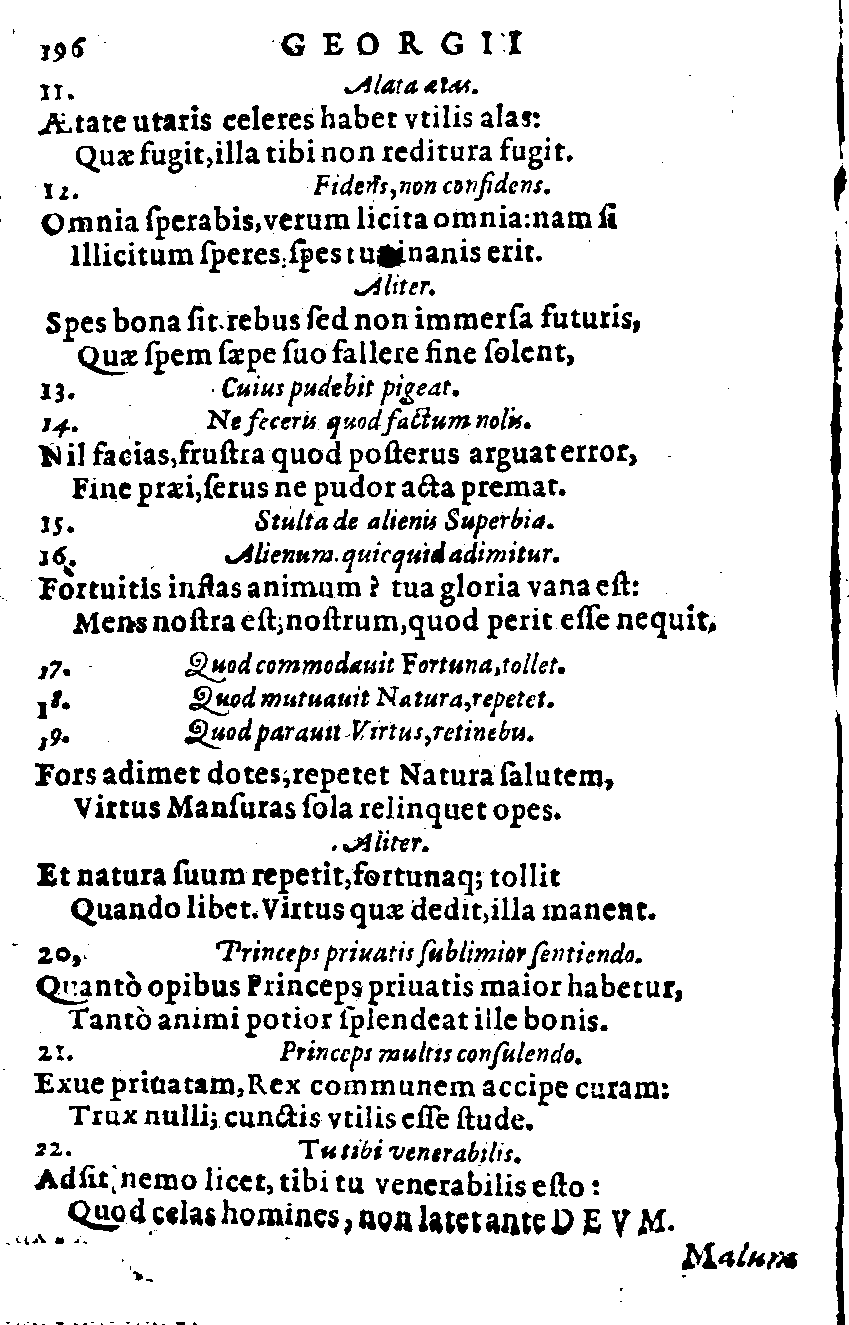 196 GEORGII
11. Alata ætas.
Ætate utaris celeres habet vtilis alas:
Quæ fugit, illa tibi non reditura fugit.
12. Fidens, non confidens.
Omnia ſperabis, verum licita omnia: nam ſi
Illicitum ſperes, ſpes tua inanis erit.
Aliter.
Spes bona ſit. rebus ſed non immerſa futuris,
Quæ ſpem ſæpe ſuo fallere fine ſolent,
13. Cuius pudebit pigeat.
14. Ne feceris quod factum nolis.
Nil facias, fruſtra quod poſterus arguat error,
Fine præi, ſerus ne pudor acta premat.
15. Stulta de alienis Superbia.
16. Alienum quicquid adimitur.
Fortuitis inflas animum? tua gloria vana eſt:
Mens noſtra eſt; noſtrum, quod perit eſſe nequit.
17. Quod commodauit Fortuna, tollet.
18. Quod mutuauit Natura, repetet.
19. Quod parauit Virtus, retinebis.
Fors adimet dotes; repetet Natura ſalutem,
Virtus Manſuras ſola relinquet opes.
Aliter.
Et natura ſuum repetit, fortunaq; tollit
Quando libet. Virtus quæ dedit, illa manent.
20. Princeps priuatis ſublimior ſentiendo.
Quantò opibus Princeps priuatis maior habetur,
Tantò animi potior ſplendeat ille bonis.
21. Princeps multis conſulendo.
Exue priuatam, Rex communem accipe curam:
Trux nulli; cunctis vtilis eſſe ſtude.
22. Tu tibi venerabilis.
Adſit nemo licet, tibi tu venerabilis eſto:
Quod celas homines, non latet ante DEVM.
Malum